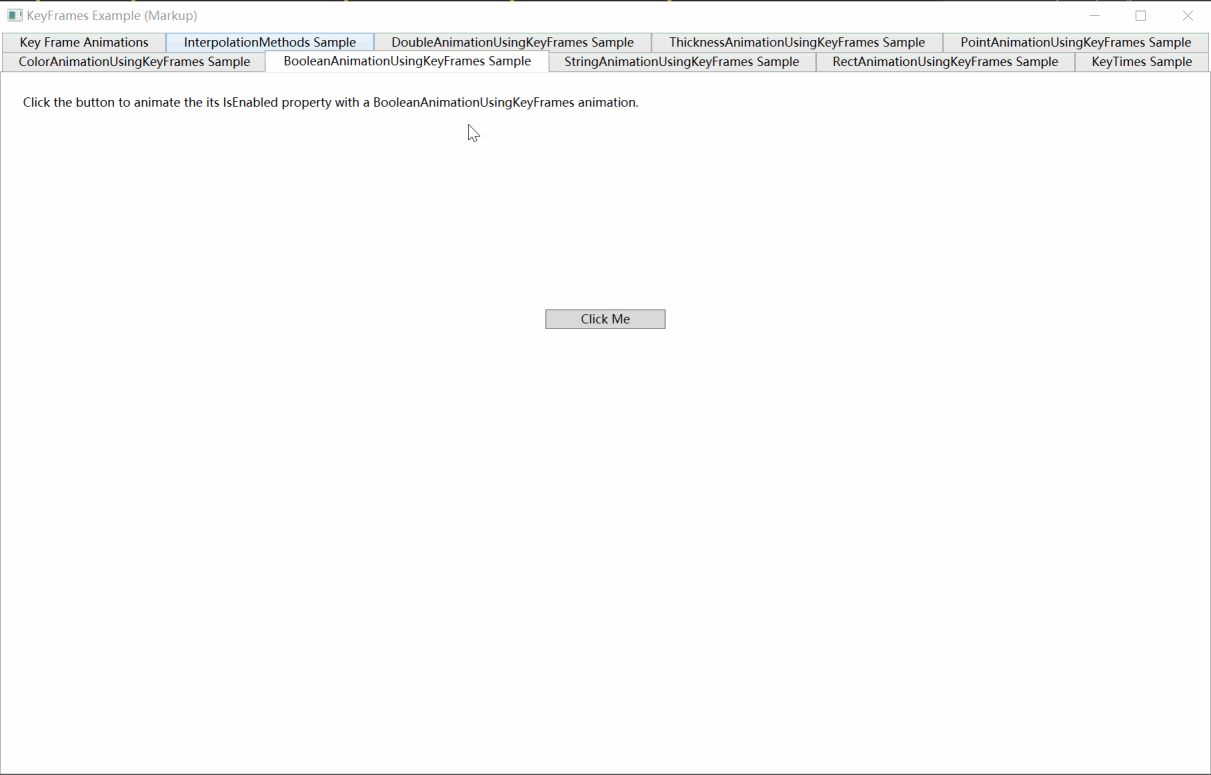 KeyFrames Example (Markup)
Key Frame Animations InterpolationMethods Sample DoubleAnimationUsingKeyFrames Sample ThicknessAnimationUsingKeyFrames Sample PointAnimationUsingKeyFrames Sample
ColorAnimationUsingKeyFrames Sample BooleanAnimationUsingKeyFrames Sample StringAnimationUsingKeyFrames Sample RectAnimationUsingKeyFrames Sample KeyTimes Sample
Click the button to animate the its IsEnabled property with a BooleanAnimationUsingKeyFrames animation.
Click Me